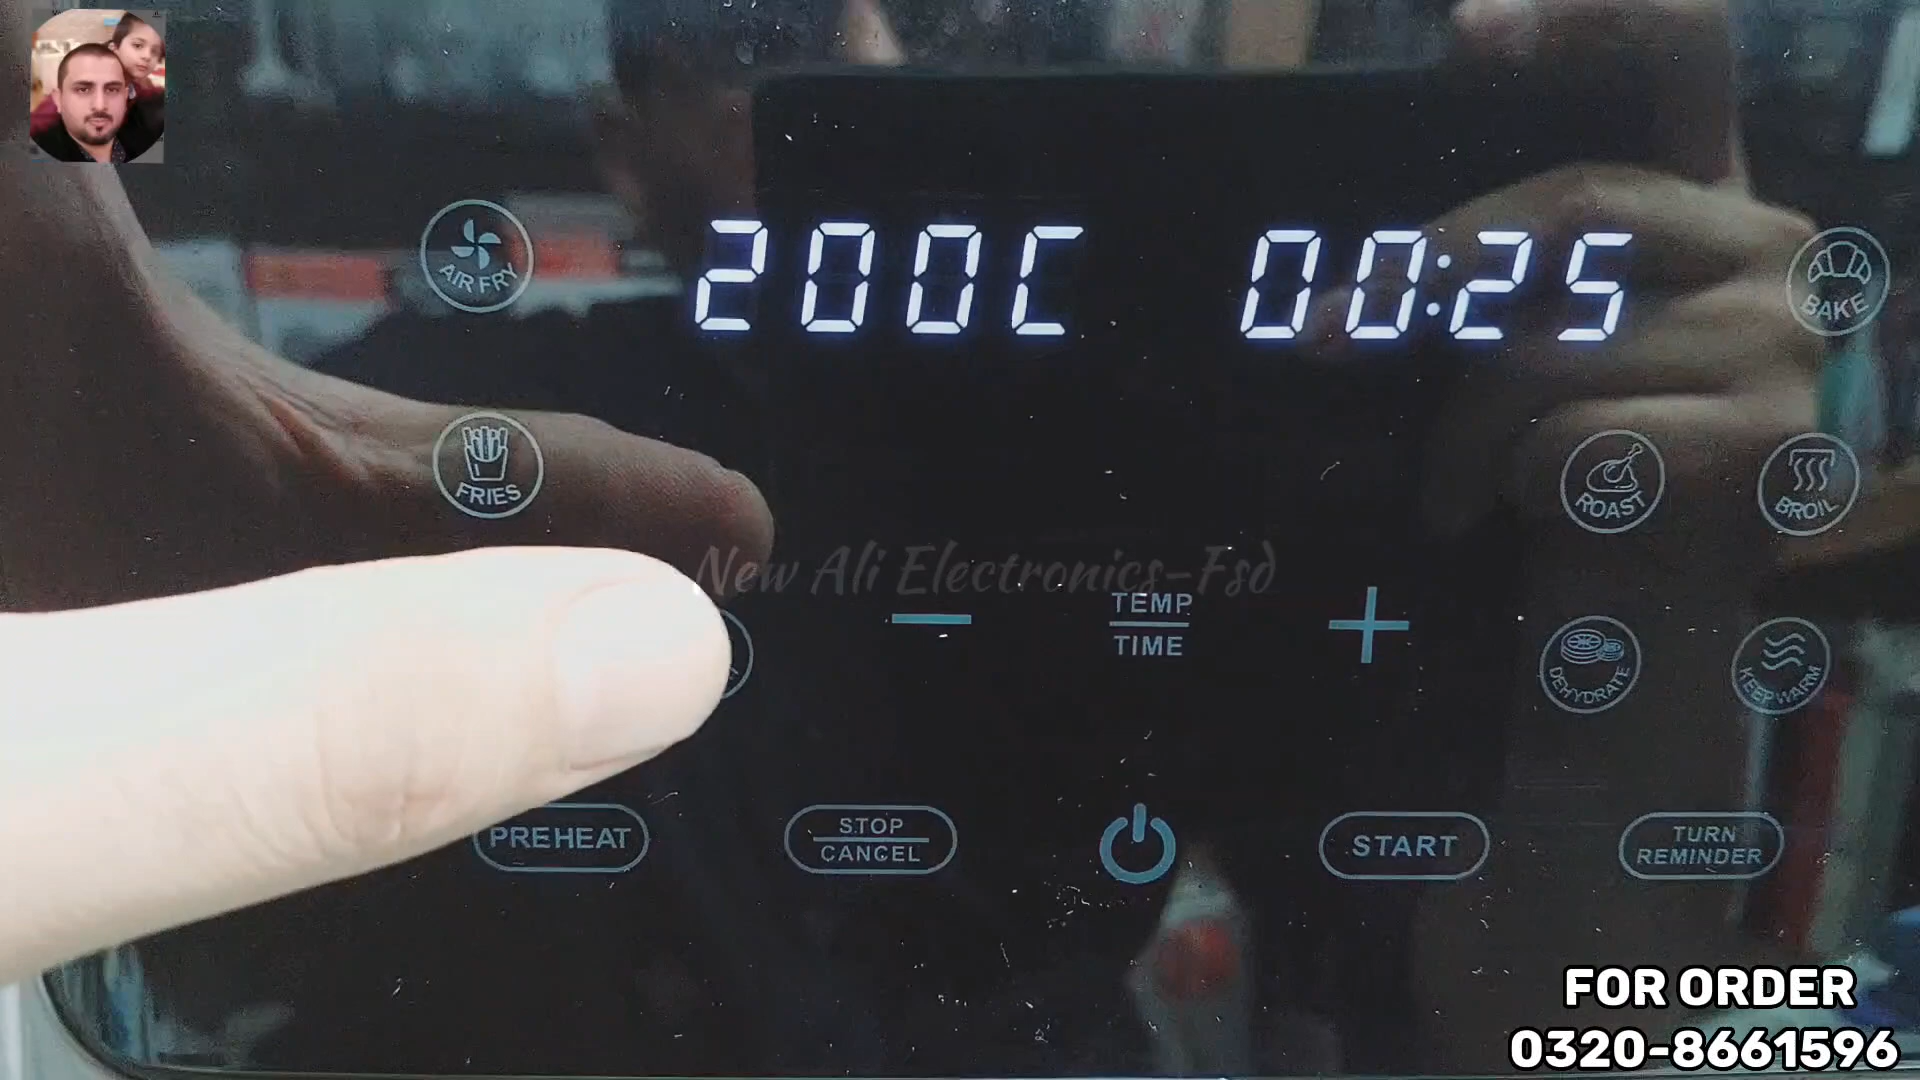 200C 00:25
AIR FRY
BAKE
FRIES
ROAST
BROIL
New Ali Electronics-Fsd
— TEMP +
TIME
DEHYDRATE
KEEP WARM
PREHEAT
STOP
CANCEL
START
TURN
REMINDER
FOR ORDER
0320-8661596